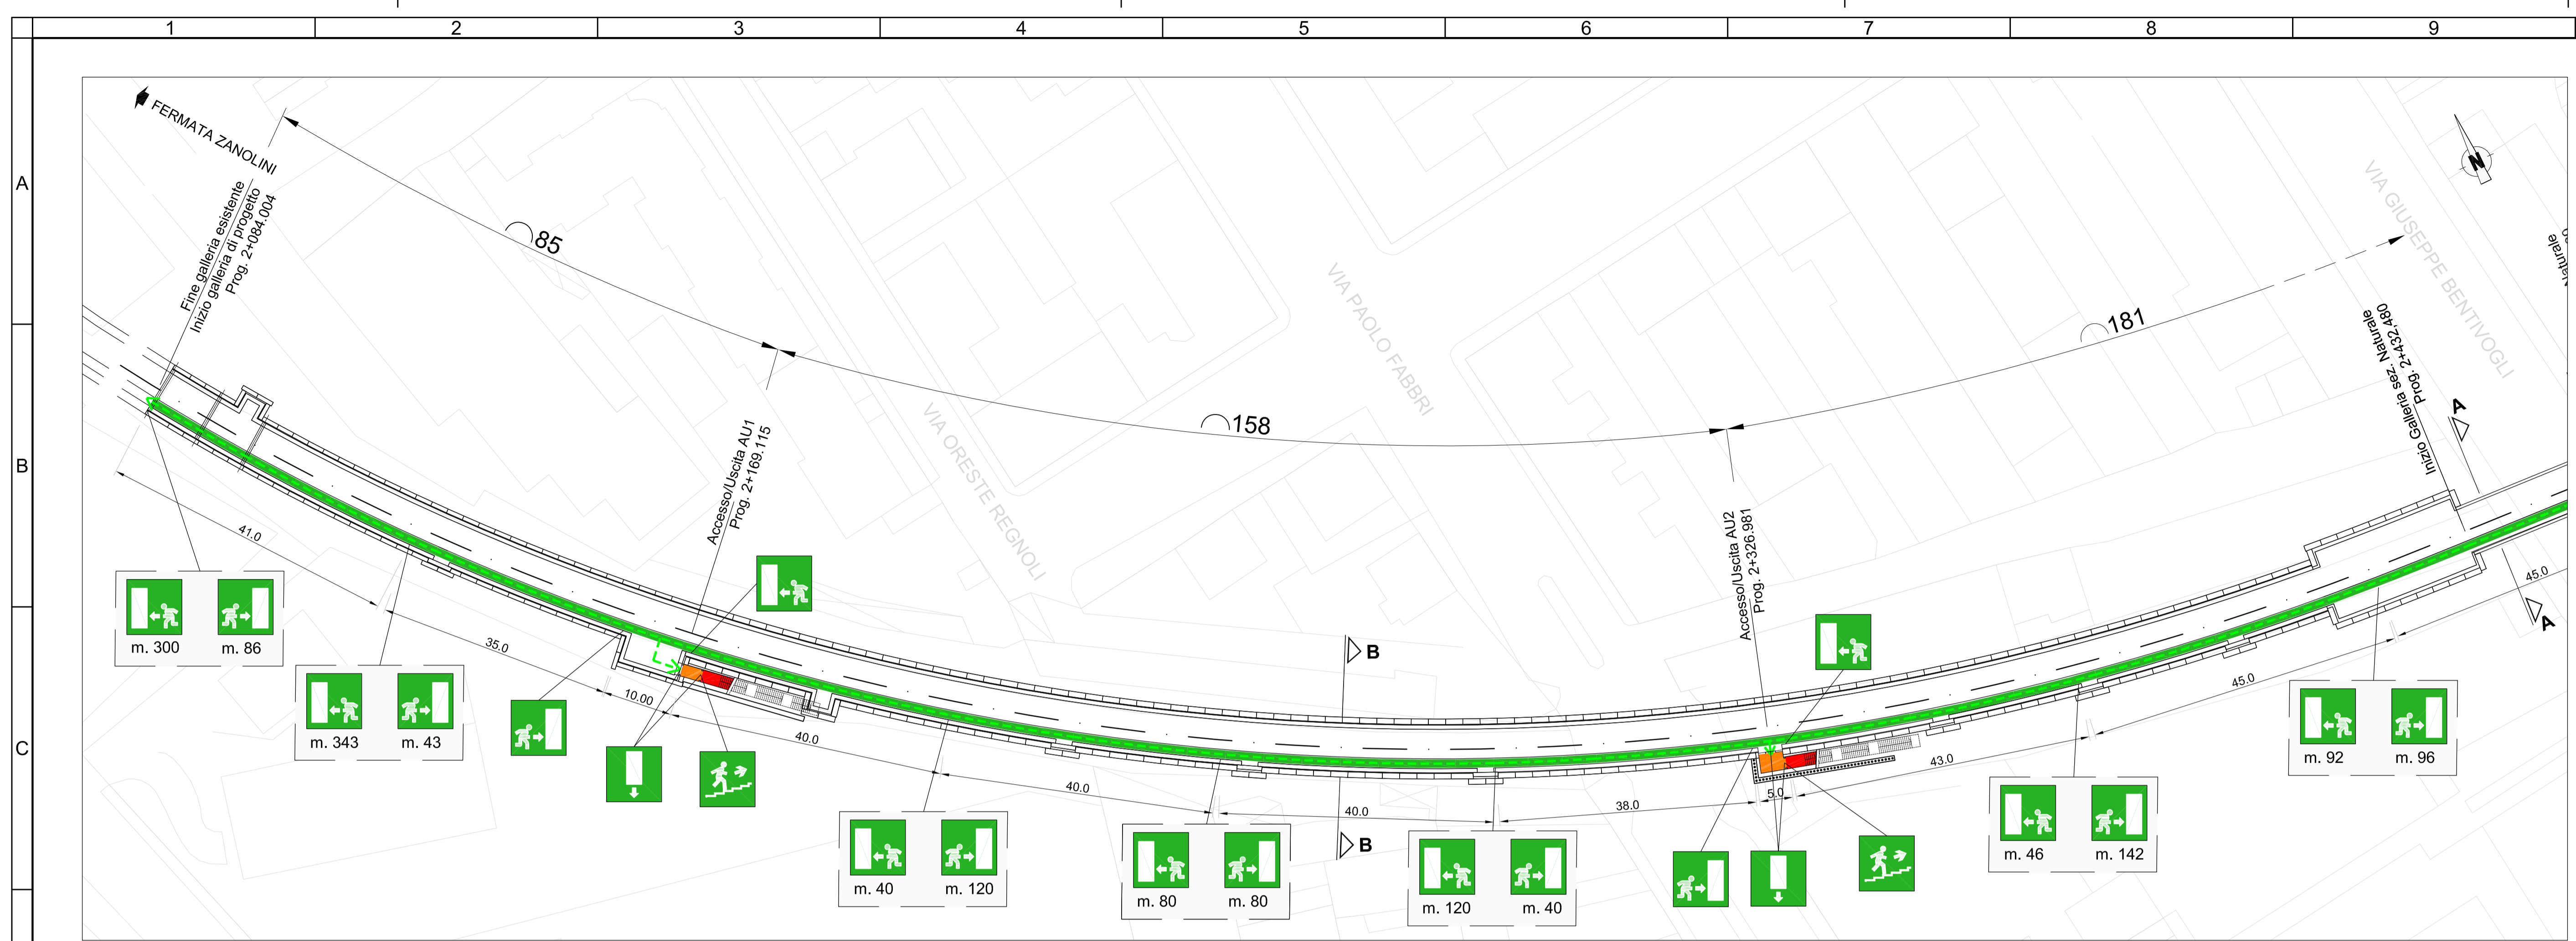 1 2 3 4 5 6 7 8 9
A
B
C
FERMATA ZANOLINI
Fine galleria esistente
Inizio galleria di progetto
Prog. 2+084.004
85
158
181
Accesso/Uscita AU1
Prog. 2+169.115
VIA ORESTE REGNOLI
VIA PAOLO FABBRI
VIA GIUSEPPE BENTIVOGLI
N
Accesso/Uscita AU2
Prog. 2+326.981
Inizio Galleria sez. Naturale
Prog. 2+432,480
Naturale
A
A
B
B
41.0
35.0
10.00
40.0
40.0
40.0
38.0
5.0
43.0
45.0
45.0
m. 300 m. 86
m. 343 m. 43
m. 40 m. 120
m. 80 m. 80
m. 120 m. 40
m. 46 m. 142
m. 92 m. 96